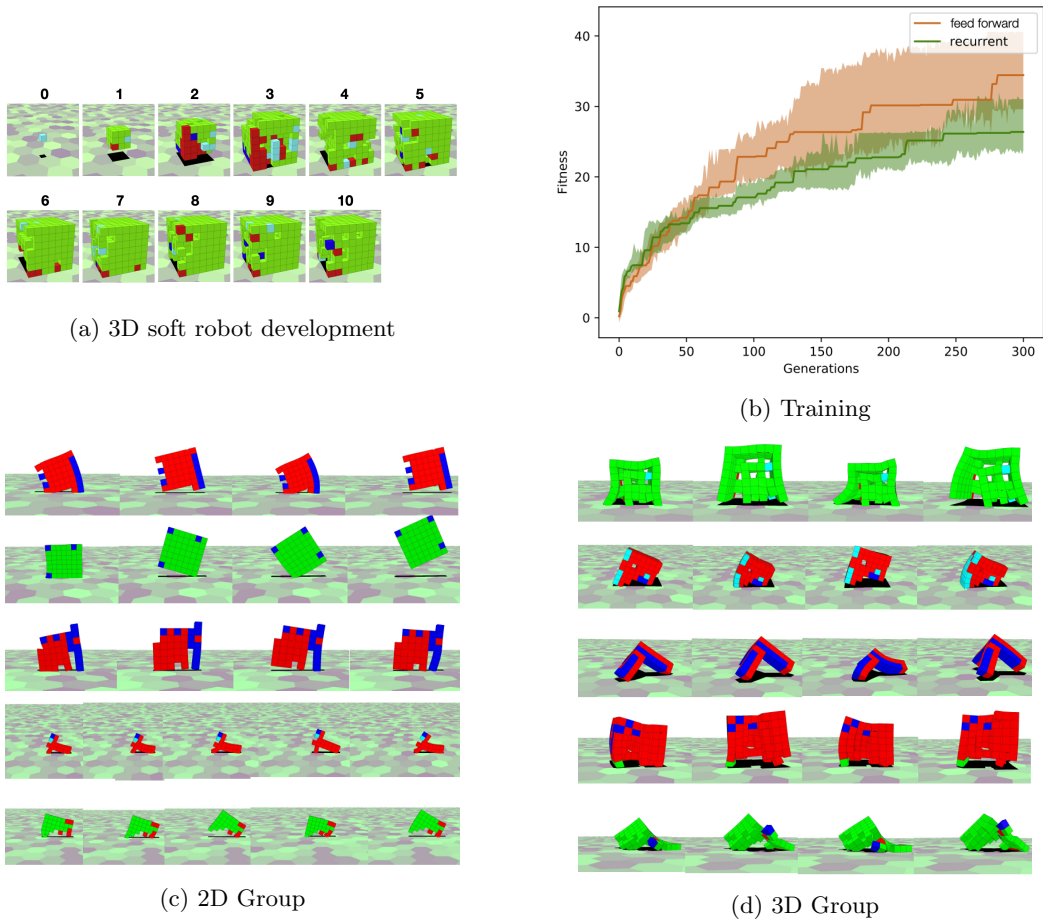 0 1 2 3 4 5
6 7 8 9 10
(a) 3D soft robot development
feed forward
recurrent
40
30
20
10
0
Fitness
0 50 100 150 200 250 300
Generations
(b) Training
(c) 2D Group
(d) 3D Group